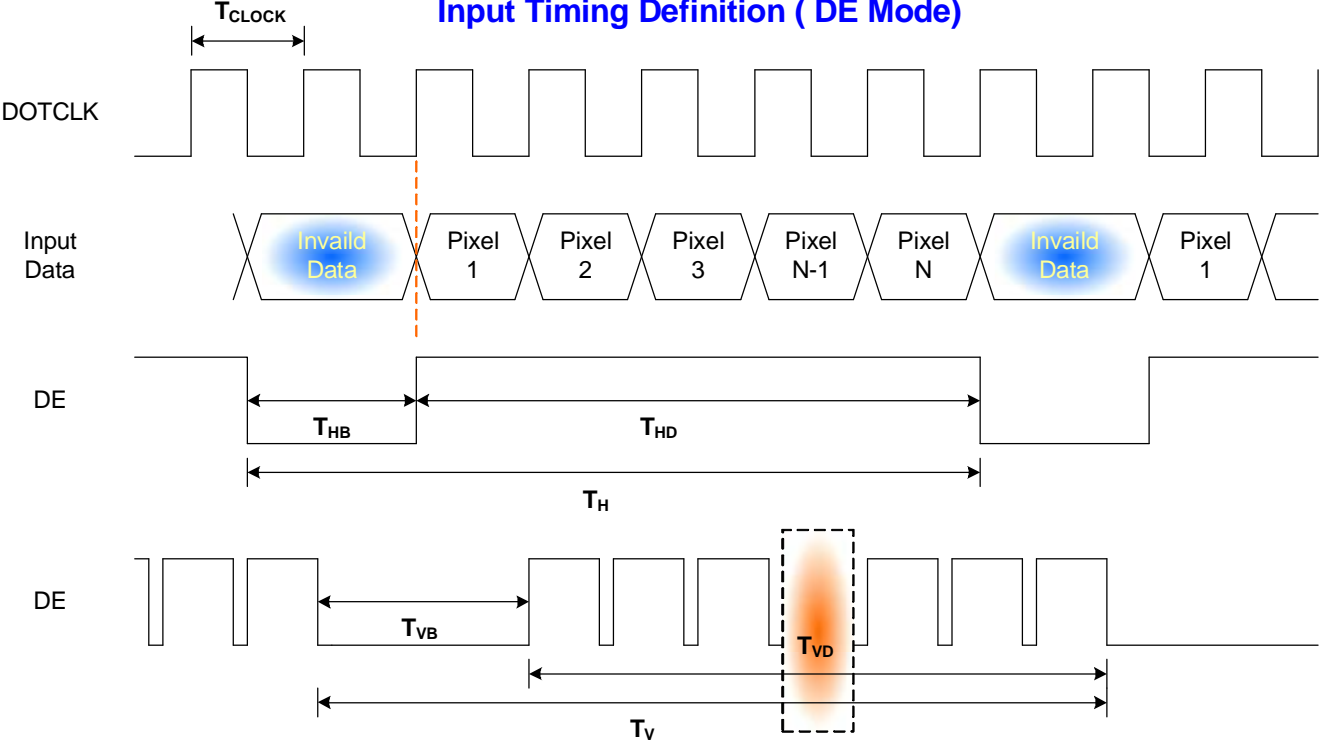 Input Timing Definition ( DE Mode)
TCLOCK
DOTCLK
Input
Data
Invaild
Data
Pixel
1
Pixel
2
Pixel
3
Pixel
N-1
Pixel
N
Invaild
Data
Pixel
1
DE
THB
THD
TH
DE
TVB
TVD
TV